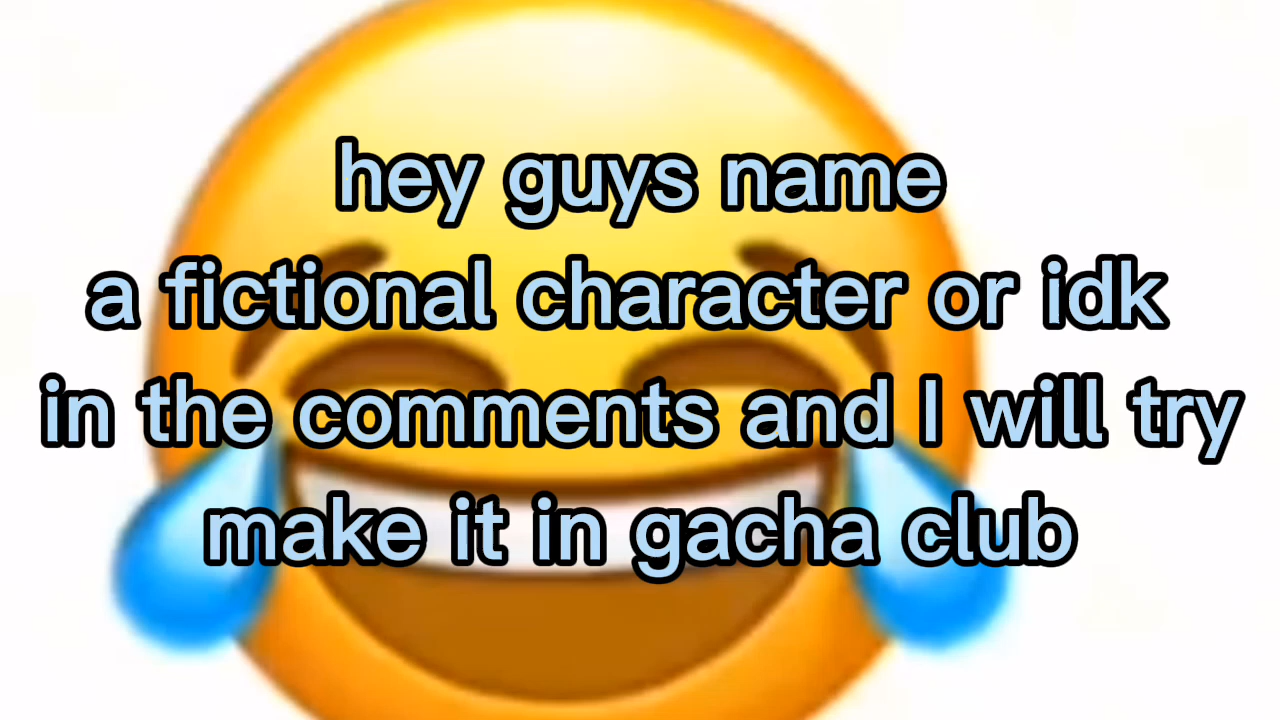 hey guys name
a fictional character or idk
in the comments and I will try
make it in gacha club